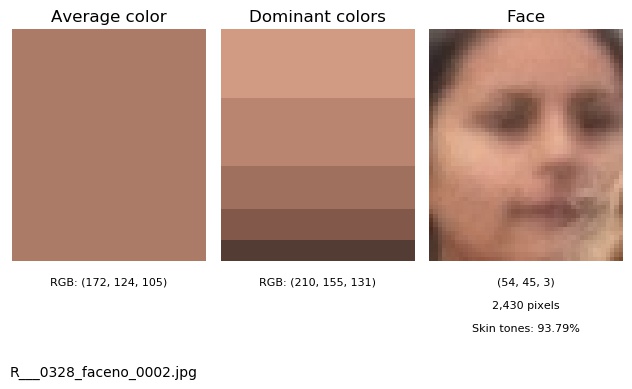 Average color
Dominant colors
Face
RGB: (172, 124, 105)
RGB: (210, 155, 131)
(54, 45, 3)
2,430 pixels
Skin tones: 93.79%
R___0328_faceno_0002.jpg